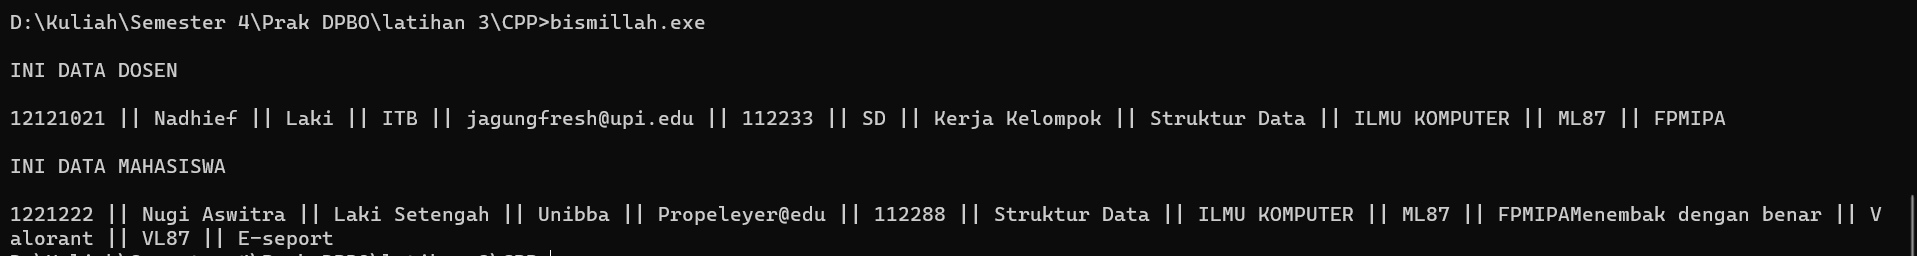 D:\Kuliah\Semester 4\Prak DPBO\latihan 3\CPP>bismillah.exe
INI DATA DOSEN
12121021 || Nadhief || Laki || ITB || jagungfresh@upi.edu || 112233 || SD || Kerja Kelompok || Struktur Data || ILMU KOMPUTER || ML87 || FPMIPA
INI DATA MAHASISWA
1221222 || Nugi Aswitra || Laki Setengah || Unibba || Propeleyer@edu || 112288 || Struktur Data || ILMU KOMPUTER || ML87 || FPMIPAMenembak dengan benar || V
alorant || VL87 || E-seport